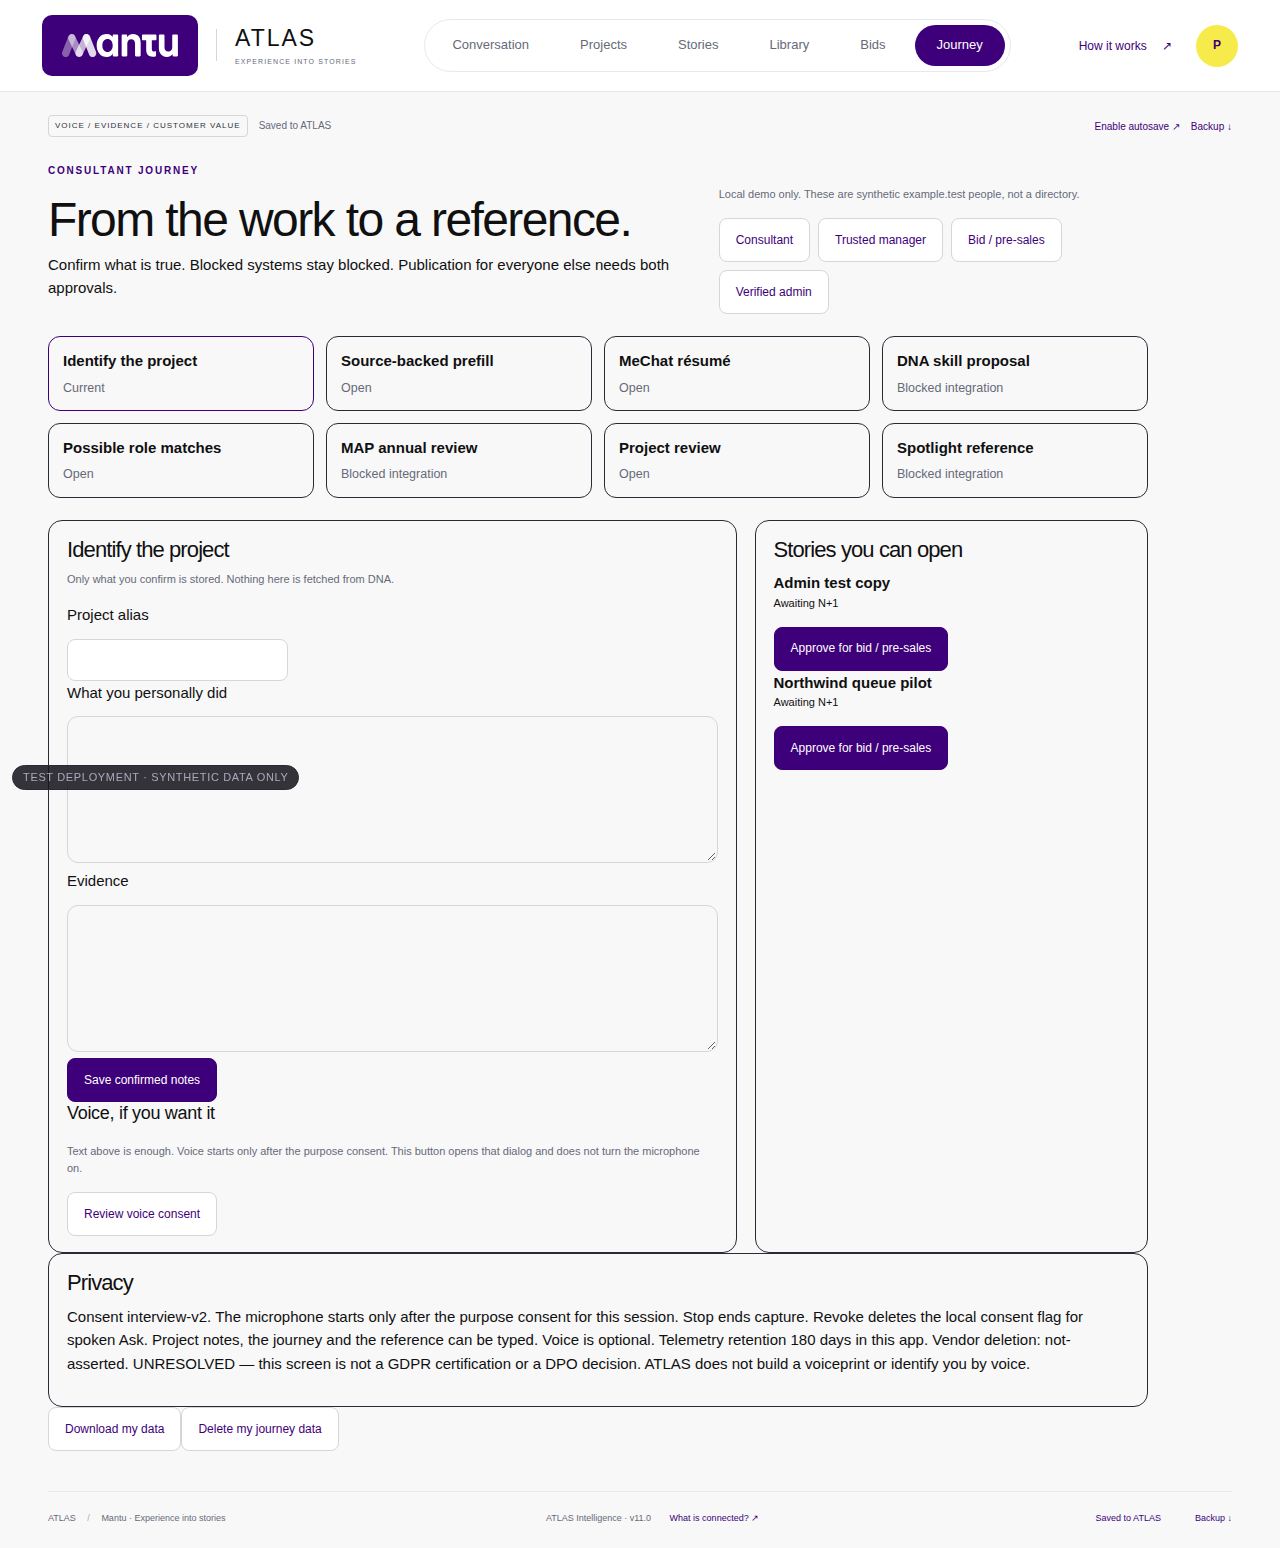 mantu
ATLAS
EXPERIENCE INTO STORIES
Conversation Projects Stories Library Bids Journey
How it works ↗
P
VOICE / EVIDENCE / CUSTOMER VALUE Saved to ATLAS
Enable autosave ↗ Backup ↓
CONSULTANT JOURNEY
From the work to a reference.
Confirm what is true. Blocked systems stay blocked. Publication for everyone else needs both
approvals.
Local demo only. These are synthetic example.test people, not a directory.
Consultant Trusted manager Bid / pre-sales
Verified admin
Identify the project
Current
Source-backed prefill
Open
MeChat résumé
Open
DNA skill proposal
Blocked integration
Possible role matches
Open
MAP annual review
Blocked integration
Project review
Open
Spotlight reference
Blocked integration
Identify the project
Only what you confirm is stored. Nothing here is fetched from DNA.
Project alias
What you personally did
TEST DEPLOYMENT · SYNTHETIC DATA ONLY
Evidence
Save confirmed notes
Voice, if you want it
Text above is enough. Voice starts only after the purpose consent. This button opens that dialog and does not turn the microphone
on.
Review voice consent
Stories you can open
Admin test copy
Awaiting N+1
Approve for bid / pre-sales
Northwind queue pilot
Awaiting N+1
Approve for bid / pre-sales
Privacy
Consent interview-v2. The microphone starts only after the purpose consent for this session. Stop ends capture. Revoke deletes the local consent flag for
spoken Ask. Project notes, the journey and the reference can be typed. Voice is optional. Telemetry retention 180 days in this app. Vendor deletion: not-
asserted. UNRESOLVED — this screen is not a GDPR certification or a DPO decision. ATLAS does not build a voiceprint or identify you by voice.
Download my data Delete my journey data
ATLAS / Mantu · Experience into stories
ATLAS Intelligence · v11.0 What is connected? ↗
Saved to ATLAS Backup ↓